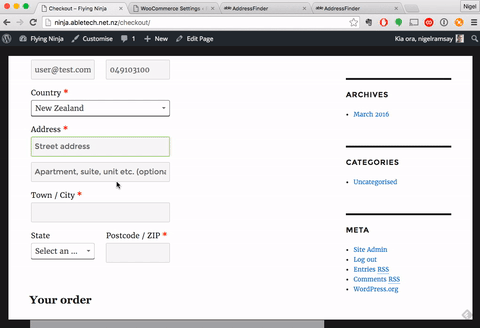 Nigel
Checkout – Flying Ninja
WooCommerce Settings
AddressFinder
AddressFinder
ninja.abletech.net.nz/checkout/
Flying Ninja
Customise
1
New
Edit Page
Kia ora, nigelramsay
user@test.com
049103100
Country *
New Zealand
Address *
Street address
Apartment, suite, unit etc. (optiona
Town / City *
State
Postcode / ZIP *
Select an ...
Your order
ARCHIVES
March 2016
CATEGORIES
Uncategorised
META
Site Admin
Log out
Entries RSS
Comments RSS
WordPress.org